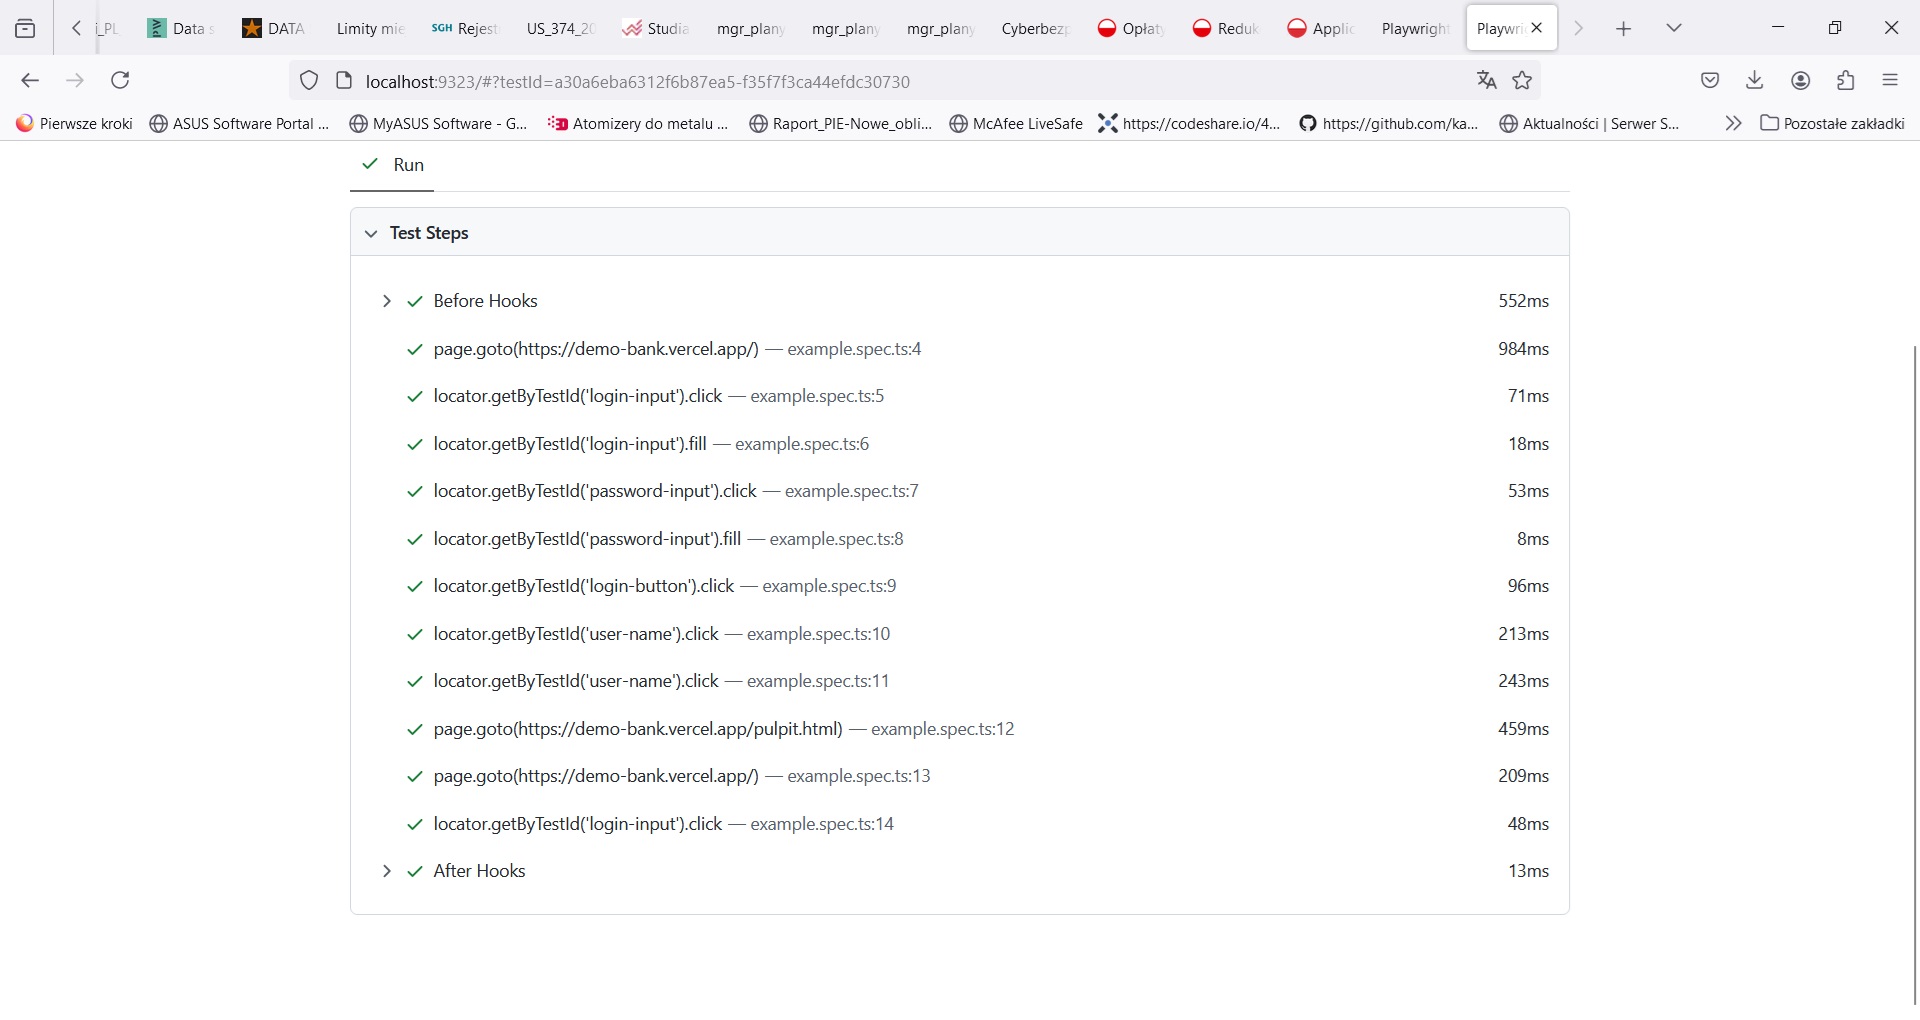 i_PL
Data s
DATA
Limity mie
SGH Rejest
US_374_20
Studia
mgr_plany
mgr_plany
mgr_plany
Cyberbezp
Opłaty
Reduk
Applic
Playwright
Playwri
localhost:9323/#?testId=a30a6eba6312f6b87ea5-f35f7f3ca44efdc30730
Pierwsze kroki
ASUS Software Portal ...
MyASUS Software - G...
Atomizery do metalu ...
Raport_PIE-Nowe_obli...
McAfee LiveSafe
https://codeshare.io/4...
https://github.com/ka...
Aktualności | Serwer S...
Pozostałe zakładki
Run
Test Steps
Before Hooks 552ms
page.goto(https://demo-bank.vercel.app/) — example.spec.ts:4 984ms
locator.getByTestId('login-input').click — example.spec.ts:5 71ms
locator.getByTestId('login-input').fill — example.spec.ts:6 18ms
locator.getByTestId('password-input').click — example.spec.ts:7 53ms
locator.getByTestId('password-input').fill — example.spec.ts:8 8ms
locator.getByTestId('login-button').click — example.spec.ts:9 96ms
locator.getByTestId('user-name').click — example.spec.ts:10 213ms
locator.getByTestId('user-name').click — example.spec.ts:11 243ms
page.goto(https://demo-bank.vercel.app/pulpit.html) — example.spec.ts:12 459ms
page.goto(https://demo-bank.vercel.app/) — example.spec.ts:13 209ms
locator.getByTestId('login-input').click — example.spec.ts:14 48ms
After Hooks 13ms